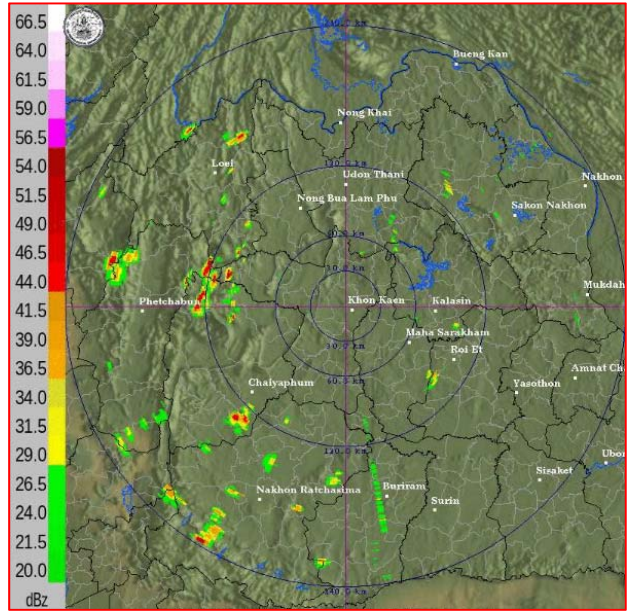 66.5
64.0
61.5
59.0
56.5
54.0
51.5
49.0
46.5
44.0
41.5
39.0
36.5
34.0
31.5
29.0
26.5
24.0
21.5
20.0
dBz
Bueng Kan
Nong Khai
Loei
Udon Thani
Nakhon
Nong Bua Lam Phu
Sakon Nakhon
Mukdah
Phetchabun
Khon Kaen
Kalasin
Maha Sarakham
Roi Et
Amnat Ch
Chaiyaphum
Yasothon
Nakhon Ratchasima
Buriram
Surin
Sisaket
Ubon